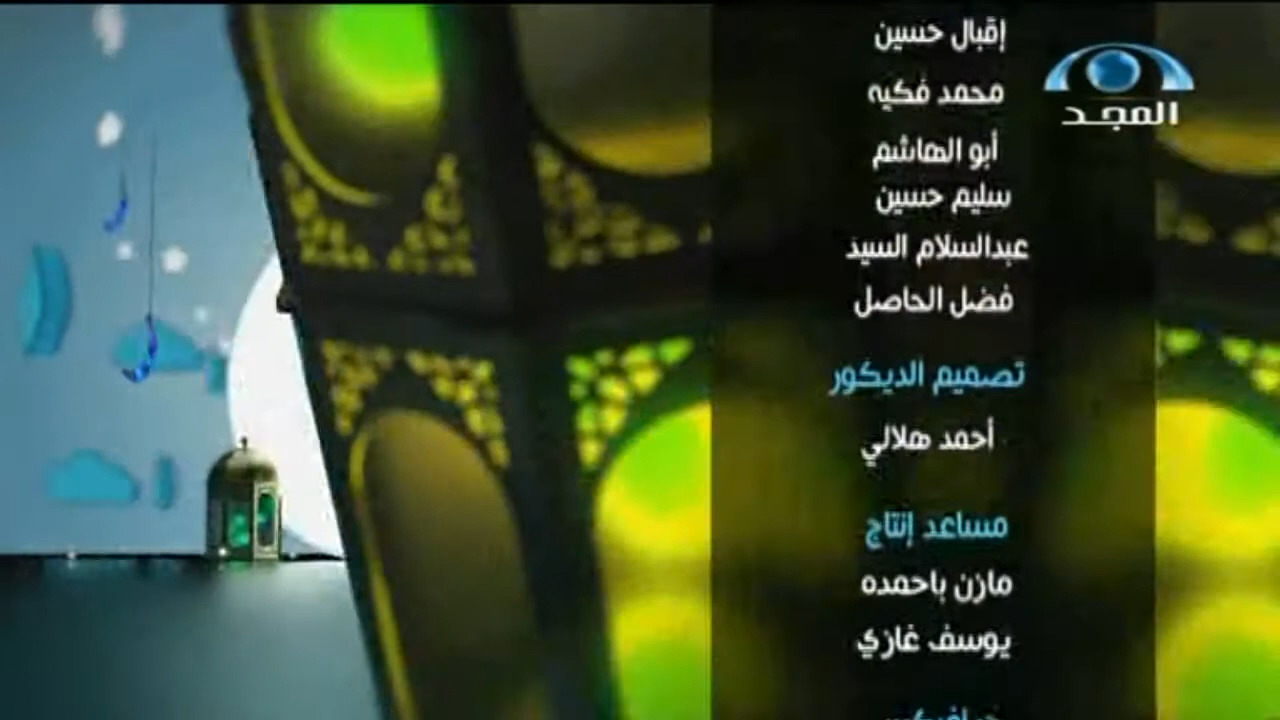 إقبال حسين
محمد فكيه
المجد
أبو الهاشم
سليم حسين
عبدالسلام السيد
فضل الحاصل
تصميم الديكور
أحمد هلالي
مساعد إنتاج
مازن باحمده
يوسف غازي